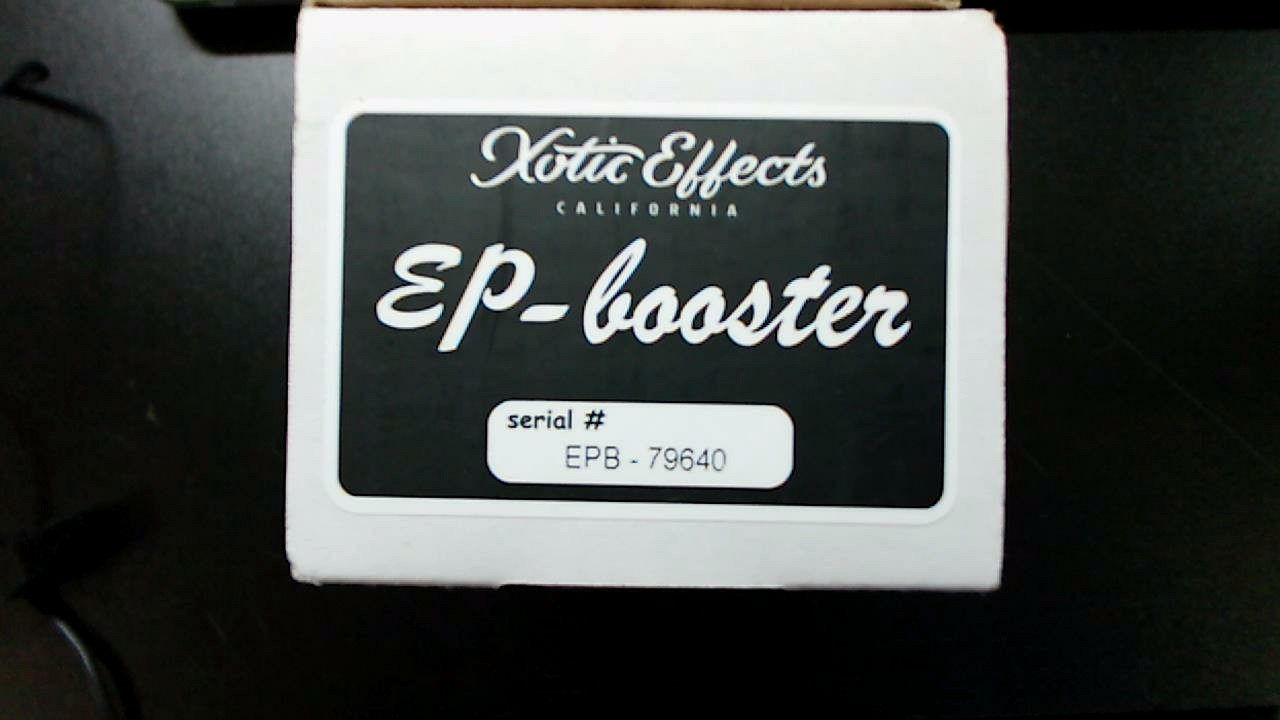 Xotic Effects
CALIFORNIA
EP-booster
serial #
EPB - 79640